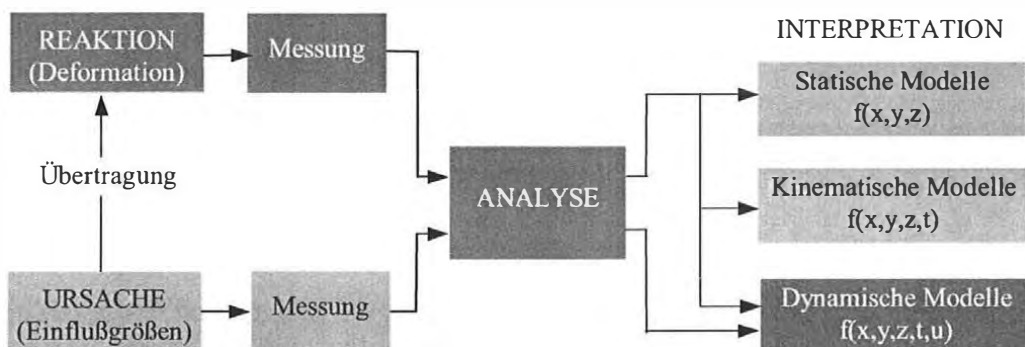 REAKTION
(Deformation)
Messung
Übertragung
URSACHE
(Einflußgrößen)
Messung
ANALYSE
INTERPRETATION
Statische Modelle
f(x,y,z)
Kinematische Modelle
f(x,y,z,t)
Dynamische Modelle
f(x,y,z,t,u)